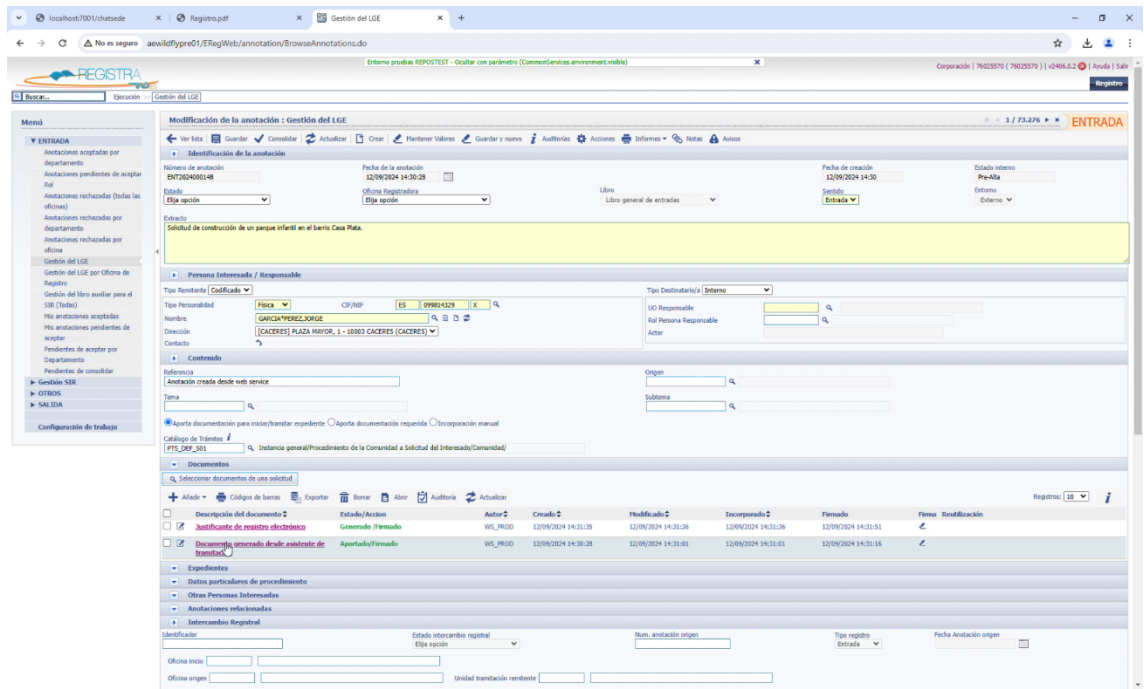 localhost:7001/chatsede
Registro.pdf
Gestión del LGE
No es seguro aewildflypre01/ERegWeb/annotation/BrowseAnnotations.do
Entorno pruebas REPOSTEST - Ocultar con parámetro (CommonServices.environment.visible)
Corporación | 76025570 ( 76025570 ) | v2406.0.2 | Ayuda | Salir
REGISTRA
Registro
Buscar... Ejecución >> Gestión del LGE
Menú
ENTRADA
Anotaciones aceptadas por
departamento
Anotaciones pendientes de aceptar
Rol
Anotaciones rechazadas (todas las
oficinas)
Anotaciones rechazadas por
departamento
Anotaciones rechazadas por
oficina
Gestión del LGE
Gestión del LGE por Oficina de
Registro
Gestión del libro auxiliar para el
SIR (Todas)
Mis anotaciones aceptadas
Mis anotaciones pendientes de
aceptar
Pendientes de aceptar por
Departamento
Pendientes de consolidar
Gestión SIR
OTROS
SALIDA
Configuración de trabajo
Modificación de la anotación : Gestión del LGE
1 / 73.276
ENTRADA
Ver lista Guardar Consolidar Actualizar Crear Mantener Valores Guardar y nuevo Auditorías Acciones Informes Notas Avisos
Identificación de la anotación
Número de anotación Fecha de la anotación Fecha de creación Estado interno
ENT2024000148 12/09/2024 14:30:28 12/09/2024 14:30 Pre-Alta
Estado Oficina Registradora Libro Sentido Entorno
Elija opción Elija opción Libro general de entradas Entrada Externo
Extracto
Solicitud de construcción de un parque infantil en el barrio Casa Plata.
Persona Interesada / Responsable
Tipo Remitente Codificado Tipo Destinatario/a Interno
Tipo Personalidad Física CIF/NIF ES 099814329 X
UO Responsable
Nombre GARCIA*PEREZ,JORGE
Rol Persona Responsable
Dirección [CACERES] PLAZA MAYOR, 1 - 10003 CACERES (CACERES)
Actor
Contacto
Contenido
Referencia Origen
Anotación creada desde web service
Tema Subtema
Aporta documentación para iniciar/tramitar expediente Aporta documentación requerida Incorporación manual
Catálogo de Trámites
PTS_DEF_S01 Instancia general/Procedimiento de la Comunidad a Solicitud del Interesado/Comunidad/
Documentos
Seleccionar documentos de una solicitud
Añadir Códigos de barras Exportar Borrar Abrir Auditoría Actualizar Registros: 10
Descripción del documento Estado/Accion Autor Creado Modificado Incorporado Firmado Firma Reutilización
Justificante de registro electrónico Generado /Firmado WS_PROD 12/09/2024 14:31:35 12/09/2024 14:31:36 12/09/2024 14:31:36 12/09/2024 14:31:51
Documento generado desde asistente de Aportado/Firmado WS_PROD 12/09/2024 14:30:28 12/09/2024 14:31:01 12/09/2024 14:31:01 12/09/2024 14:31:16
Expedientes
Datos particulares de procedimiento
Otras Personas Interesadas
Anotaciones relacionadas
Intercambio Registral
Identificador Estado intercambio registral Num. anotación origen Tipo registro Fecha Anotación origen
Elija opción Entrada
Oficina inicio
Oficina origen Unidad tramitación remitente